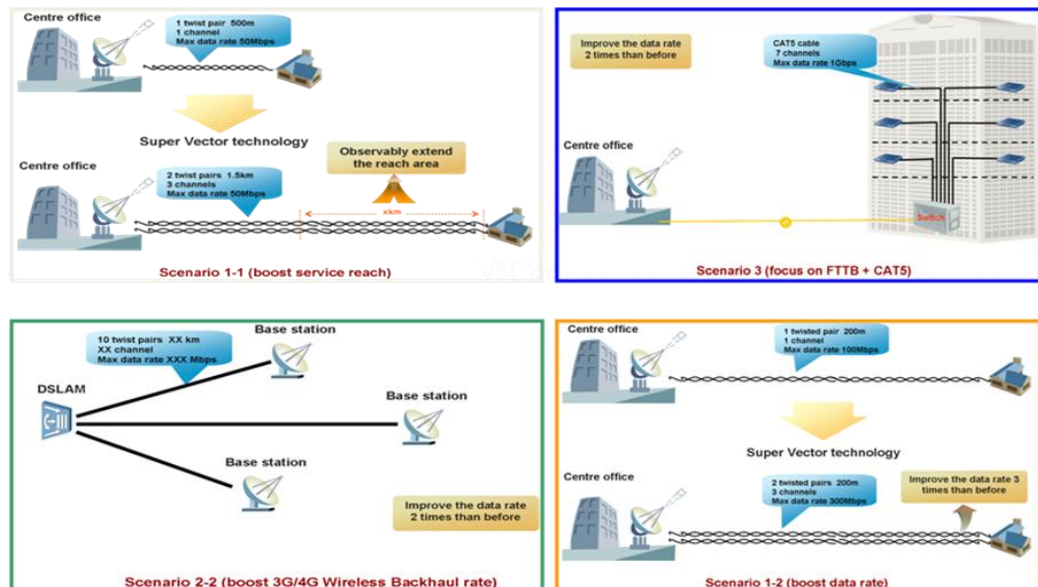 Centre office
1 twist pair 500m
1 channel
Max data rate 50Mbps
Super Vector technology
Centre office
2 twist pairs 1.5km
3 channels
Max data rate 50Mbps
Observably extend
the reach area
xkm
Scenario 1-1 (boost service reach)
Improve the data rate
2 times than before
CAT5 cable
7 channels
Max data rate 1Gbps
Centre office
Switch
Scenario 3 (focus on FTTB + CAT5)
10 twist pairs XX km
XX channel
Max data rate XXX Mbps
Base station
DSLAM
Base station
Base station
Improve the data rate
2 times than before
Scenario 2-2 (boost 3G/4G Wireless Backhaul rate)
Centre office
1 twisted pair 200m
1 channel
Max data rate 100Mbps
Super Vector technology
Centre office
2 twisted pairs 200m
3 channels
Max data rate 300Mbps
Improve the data rate 3
times than before
Scenario 1-2 (boost data rate)